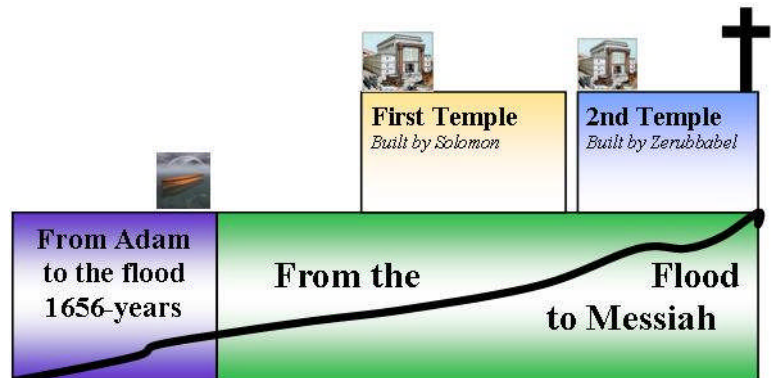 First Temple
Built by Solomon
2nd Temple
Built by Zerubbabel
From Adam
to the flood
1656-years
From the Flood
to Messiah